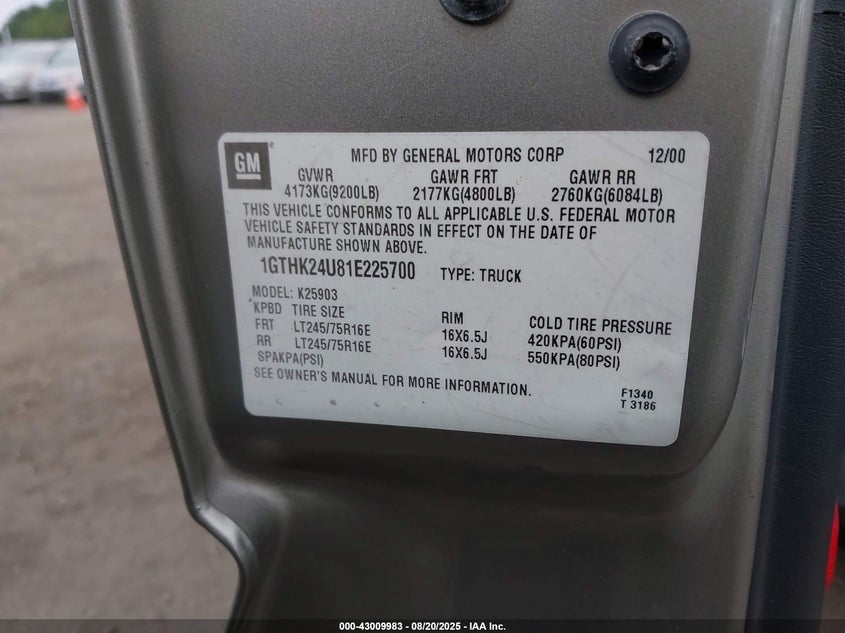 GM
MFD BY GENERAL MOTORS CORP 12/00
GVWR GAWR FRT GAWR RR
4173KG(9200LB) 2177KG(4800LB) 2760KG(6084LB)
THIS VEHICLE CONFORMS TO ALL APPLICABLE U.S. FEDERAL MOTOR
VEHICLE SAFETY STANDARDS IN EFFECT ON THE DATE OF
MANUFACTURE SHOWN ABOVE.
1GTHK24U81E225700 TYPE: TRUCK
MODEL: K25903
KPBD TIRE SIZE RIM COLD TIRE PRESSURE
FRT LT245/75R16E 16X6.5J 420KPA(60PSI)
RR LT245/75R16E 16X6.5J 550KPA(80PSI)
SPAKPA(PSI)
SEE OWNER'S MANUAL FOR MORE INFORMATION.
F1340
T 3186
000-43009983 - 08/20/2025 - IAA Inc.